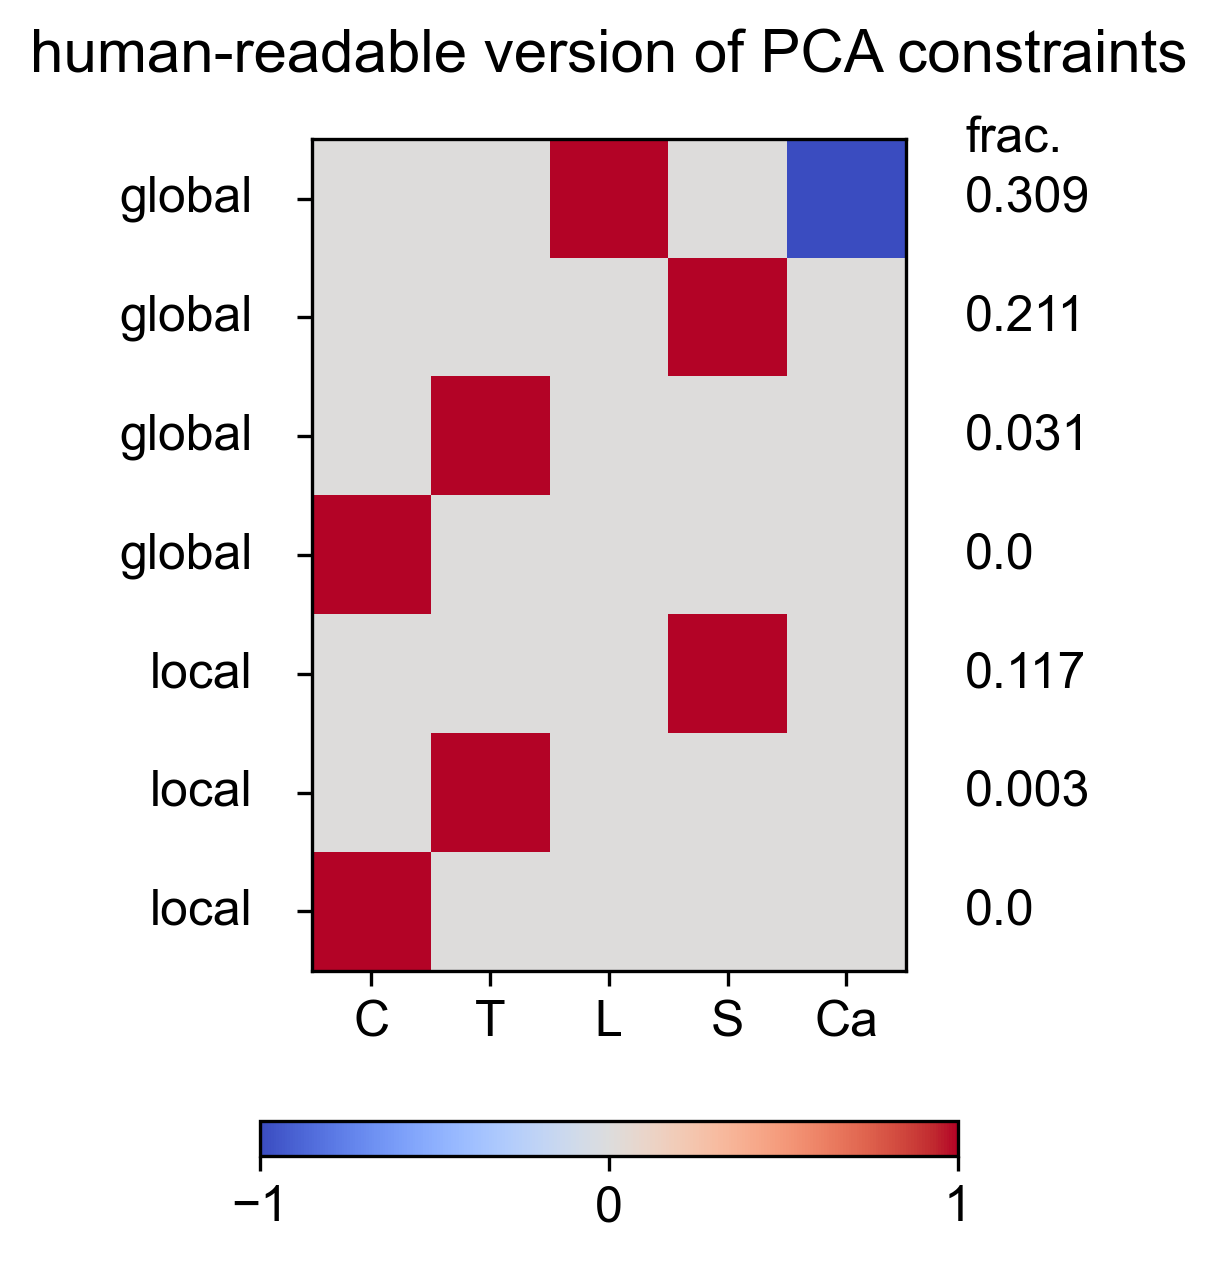 human-readable version of PCA constraints
frac.
global 0.309
global 0.211
global 0.031
global 0.0
local 0.117
local 0.003
local 0.0
C T L S Ca
−1 0 1